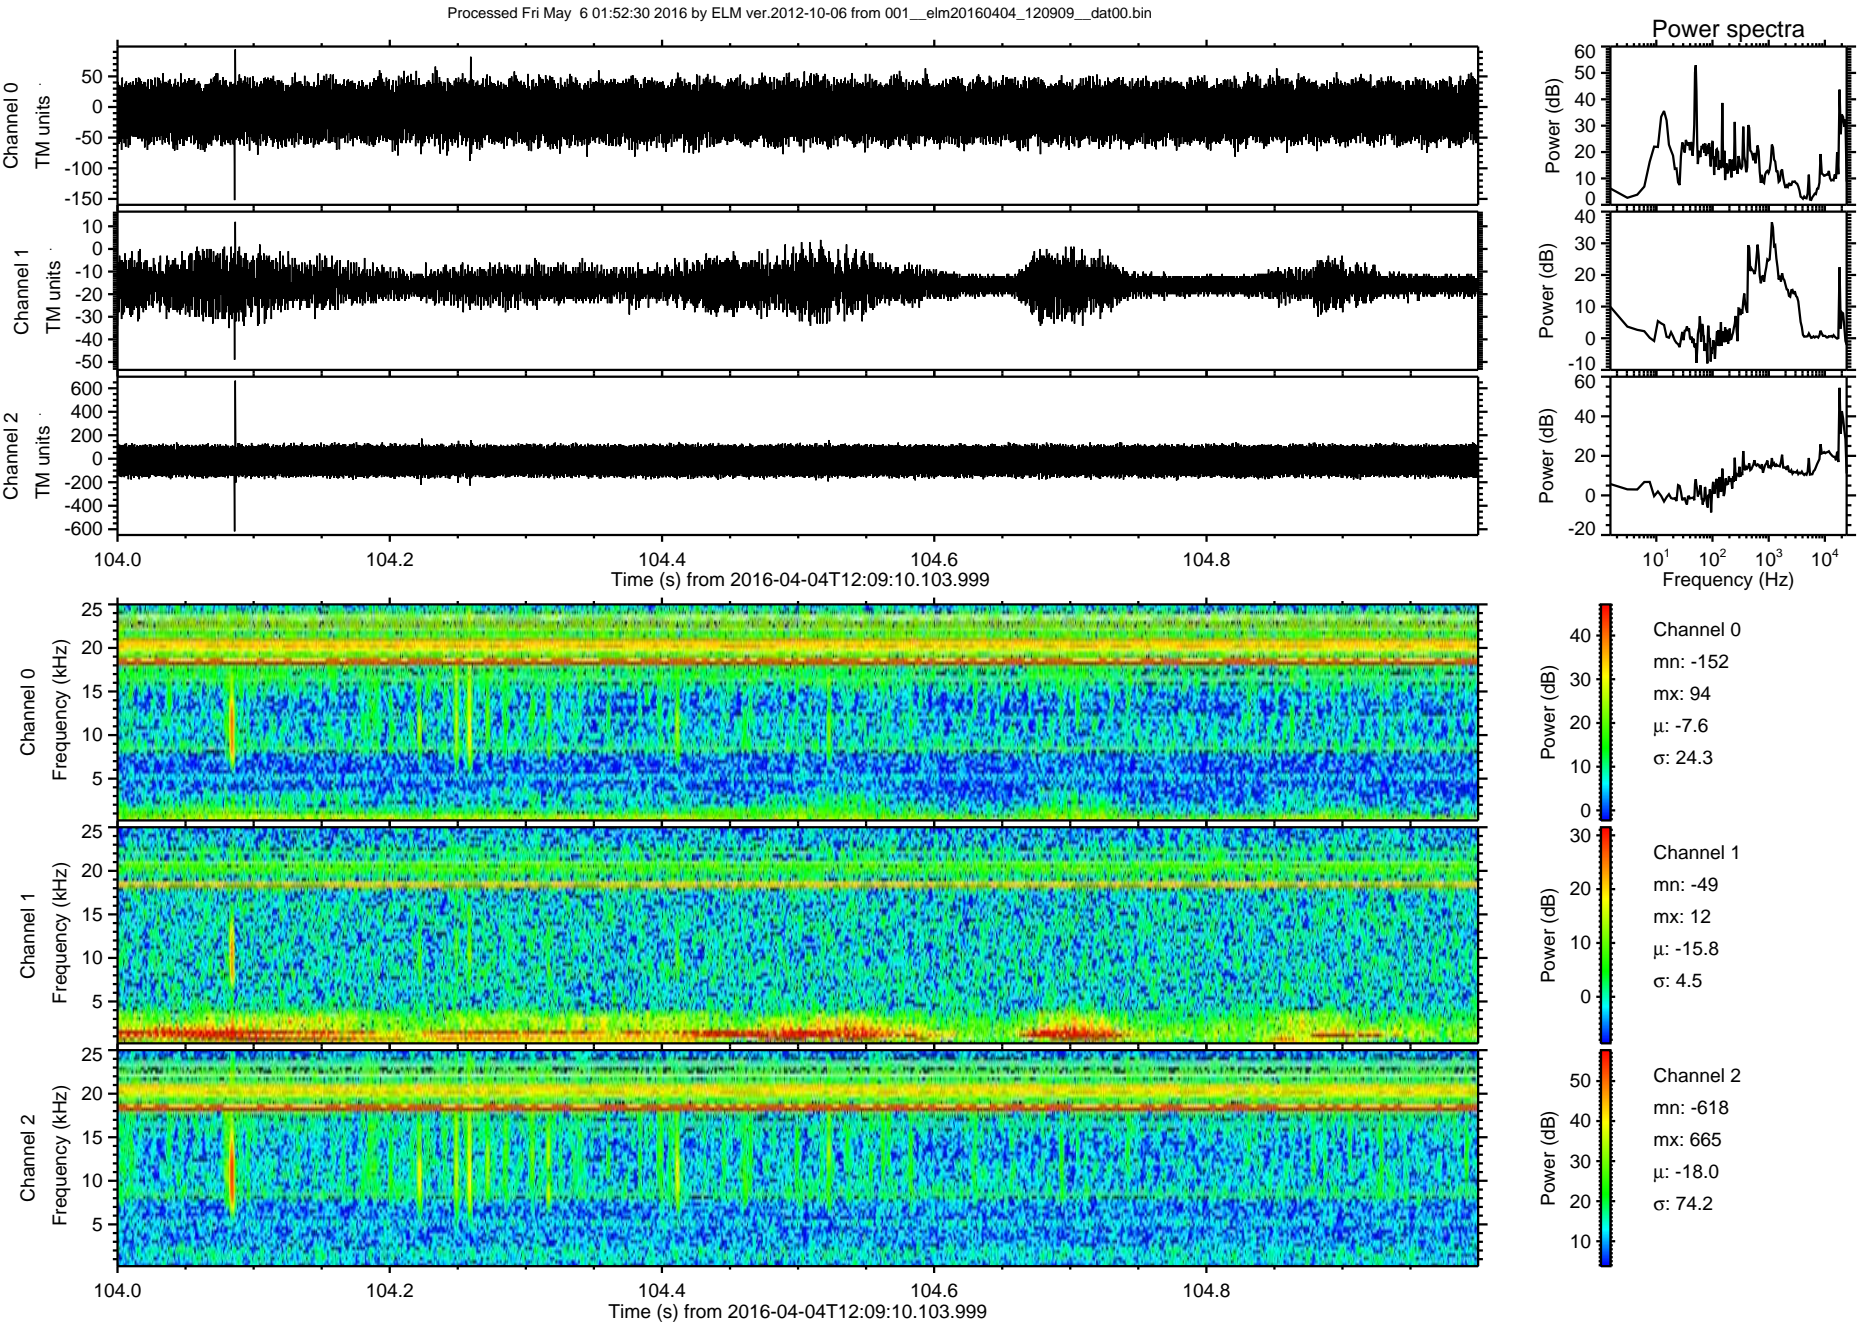 Processed Fri May  6 01:52:30 2016 by ELM ver.2012-10-06 from 001__elm20160404_120909__dat00.bin
Power spectra
Channel 0
TM units
50
0
-50
-100
-150
Power (dB)
60
50
40
30
20
10
0
Channel 1
TM units
10
0
-10
-20
-30
-40
-50
Power (dB)
40
30
20
10
0
-10
Channel 2
TM units
600
400
200
0
-200
-400
-600
Power (dB)
60
40
20
0
-20
104.0
104.2
104.4
104.6
104.8
Time (s) from 2016-04-04T12:09:10.103.999
10¹
10²
10³
10⁴
Frequency (Hz)
Channel 0
Frequency (kHz)
25
20
15
10
5
Power (dB)
40
30
20
10
0
Channel 0
mn: -152
mx: 94
μ: -7.6
σ: 24.3
Channel 1
Frequency (kHz)
25
20
15
10
5
Power (dB)
30
20
10
0
Channel 1
mn: -49
mx: 12
μ: -15.8
σ: 4.5
Channel 2
Frequency (kHz)
25
20
15
10
5
Power (dB)
50
40
30
20
10
Channel 2
mn: -618
mx: 665
μ: -18.0
σ: 74.2
104.0
104.2
104.4
104.6
104.8
Time (s) from 2016-04-04T12:09:10.103.999